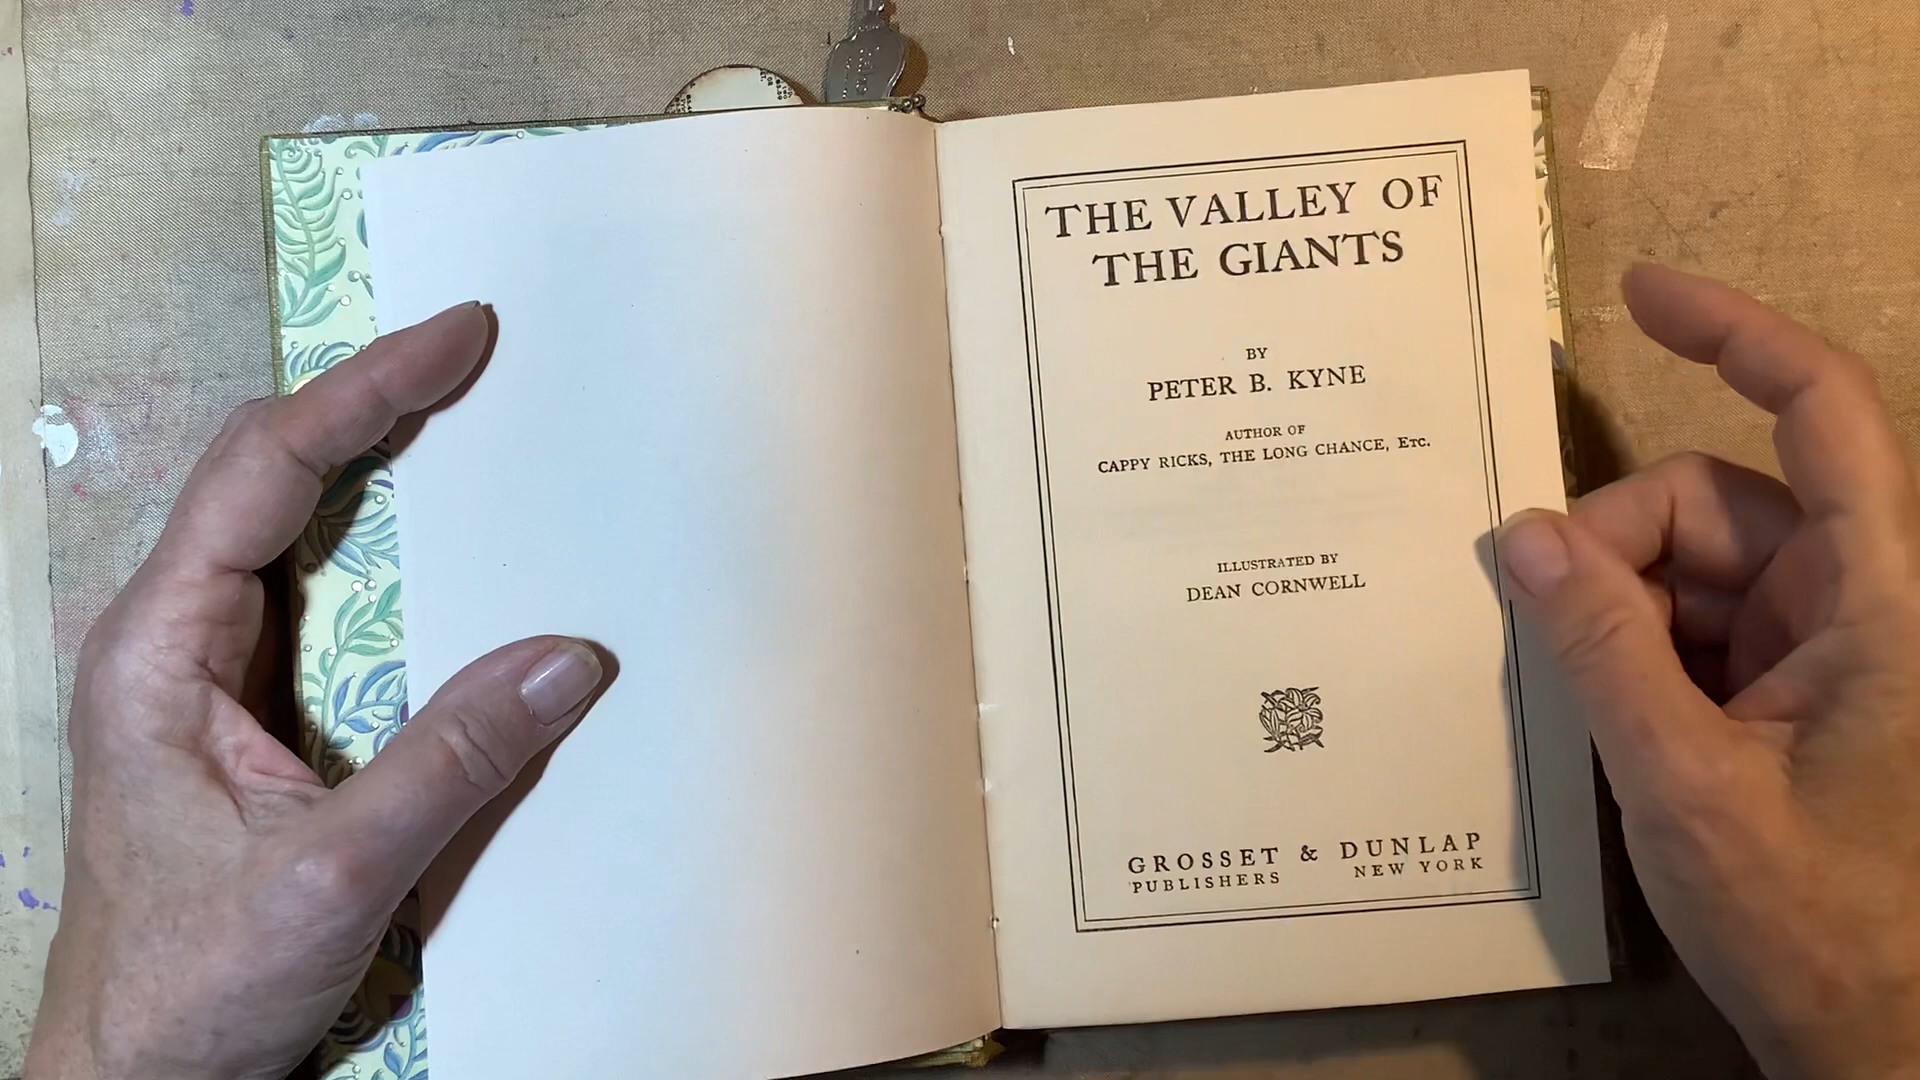 THE VALLEY OF
THE GIANTS
BY
PETER B. KYNE
AUTHOR OF
CAPPY RICKS, THE LONG CHANCE, Etc.
ILLUSTRATED BY
DEAN CORNWELL
GROSSET & DUNLAP
PUBLISHERS NEW YORK